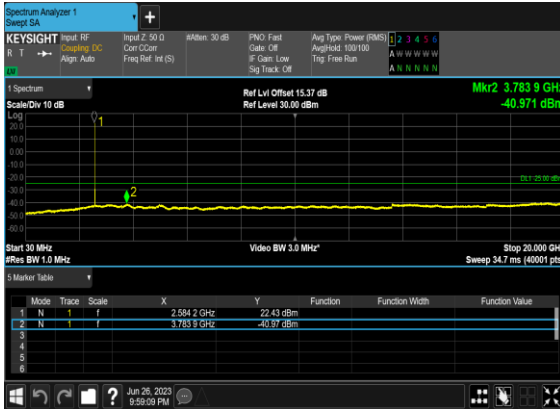 Spectrum Analyzer 1
Swept SA
+
KEYSIGHT Input: RF Input Z: 50 Ω #Atten: 30 dB PNO: Fast Avg Type: Power (RMS) 1 2 3 4 5 6
R T Coupling: DC Corr CCorr Gate: Off Avg|Hold: 100/100 A W W W W W
Align: Auto Freq Ref: Int (S) IF Gain: Low Trig: Free Run
LXI Sig Track: Off A N N N N N
1 Spectrum Ref Lvl Offset 15.37 dB Mkr2 3.783 9 GHz
Scale/Div 10 dB Ref Level 30.00 dBm -40.971 dBm
Log
20.0
10.0
0.00
-10.0
-20.0
-30.0
-40.0
-50.0
-60.0
1
2
DL1 -25.00 dBm
Start 30 MHz Video BW 3.0 MHz* Stop 20.000 GHz
#Res BW 1.0 MHz Sweep 34.7 ms (40001 pts)
5 Marker Table
Mode Trace Scale X Y Function Function Width Function Value
1 N 1 f 2.584 2 GHz 22.43 dBm
2 N 1 f 3.783 9 GHz -40.97 dBm
3
4
5
6
? Jun 26, 2023
9:59:09 PM